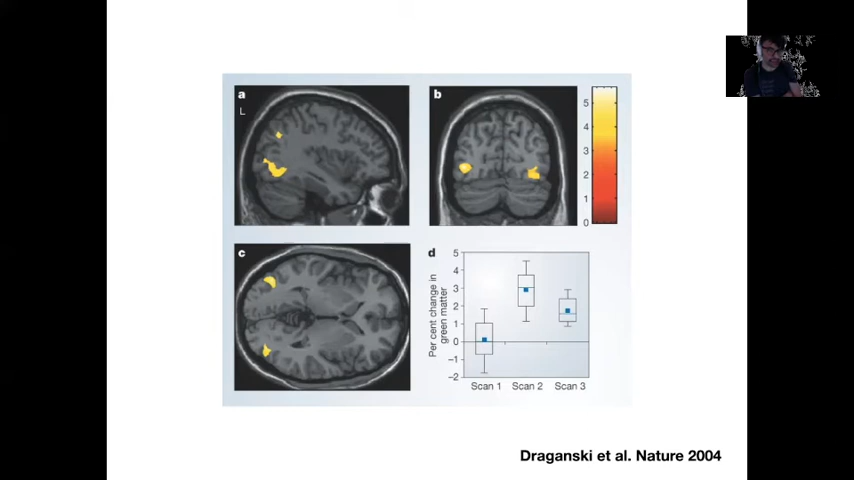 a
L
b
5
4
3
2
1
0
c
d
Per cent change in
green matter
5
4
3
2
1
0
−1
−2
Scan 1 Scan 2 Scan 3
Draganski et al. Nature 2004